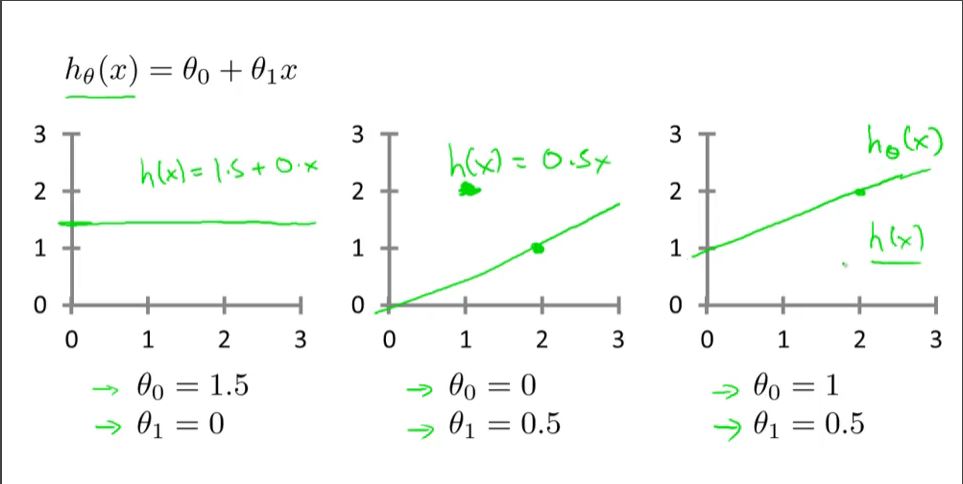 h_θ(x) = θ₀ + θ₁x
3
2
1
0
0 1 2 3
h(x) = 1.5 + 0·x
→ θ₀ = 1.5
→ θ₁ = 0
3
2
1
0
0 1 2 3
h(x) = 0.5x
→ θ₀ = 0
→ θ₁ = 0.5
3
2
1
0
0 1 2 3
h_θ(x)
h(x)
→ θ₀ = 1
→ θ₁ = 0.5